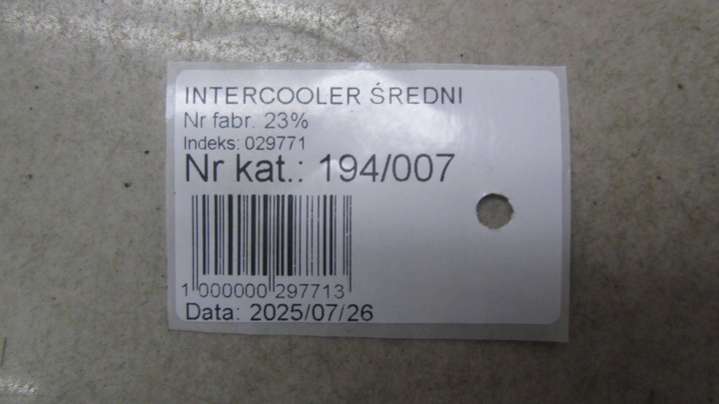 INTERCOOLER ŚREDNI
Nr fabr. 23%
Indeks: 029771
Nr kat.: 194/007
1 000000 297713
Data: 2025/07/26